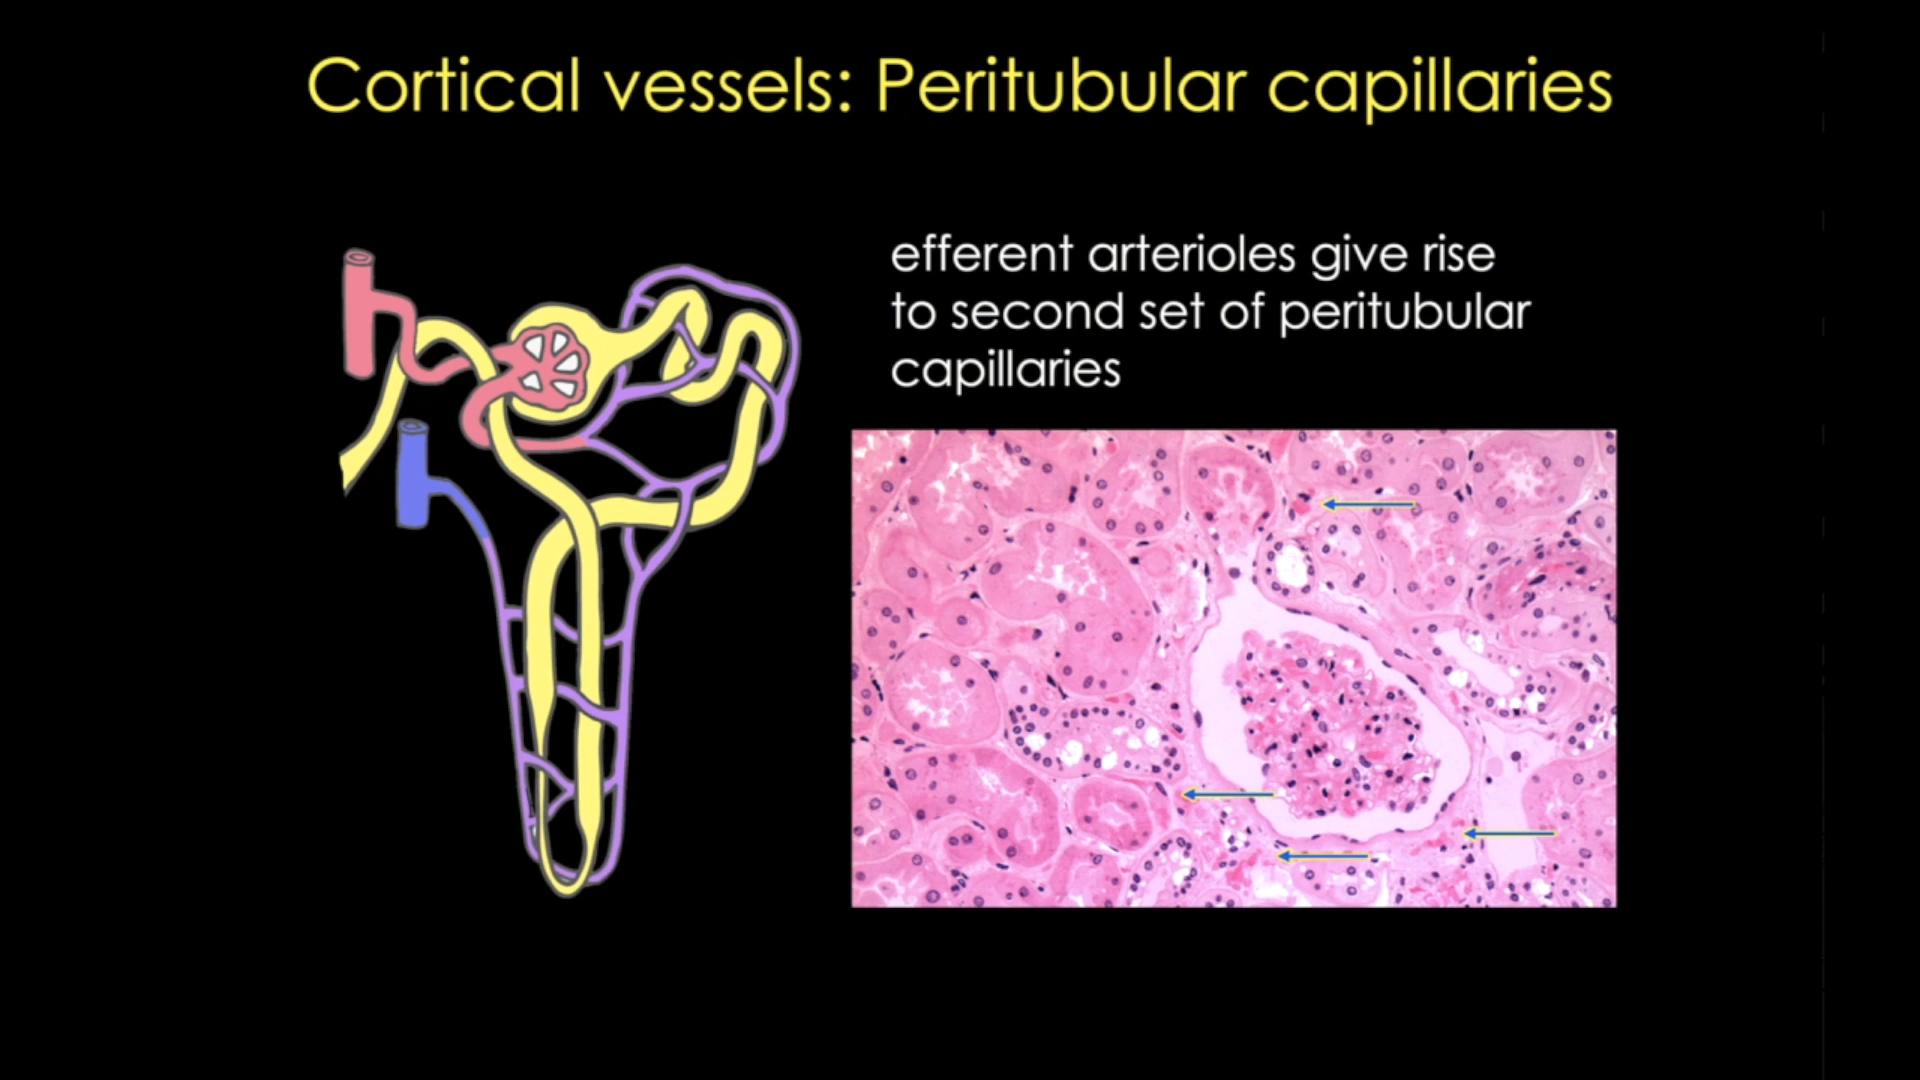 Cortical vessels: Peritubular capillaries
efferent arterioles give rise
to second set of peritubular
capillaries